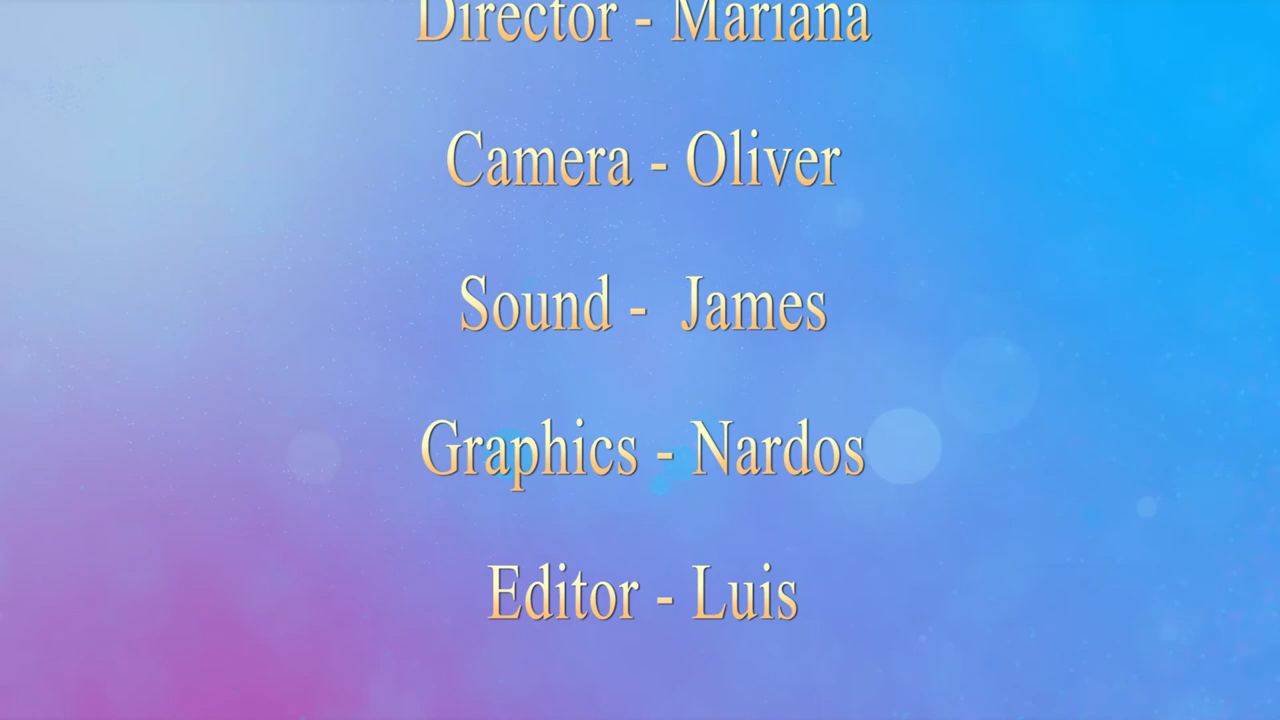 Director - Mariana
Camera - Oliver
Sound -  James
Graphics - Nardos
Editor - Luis